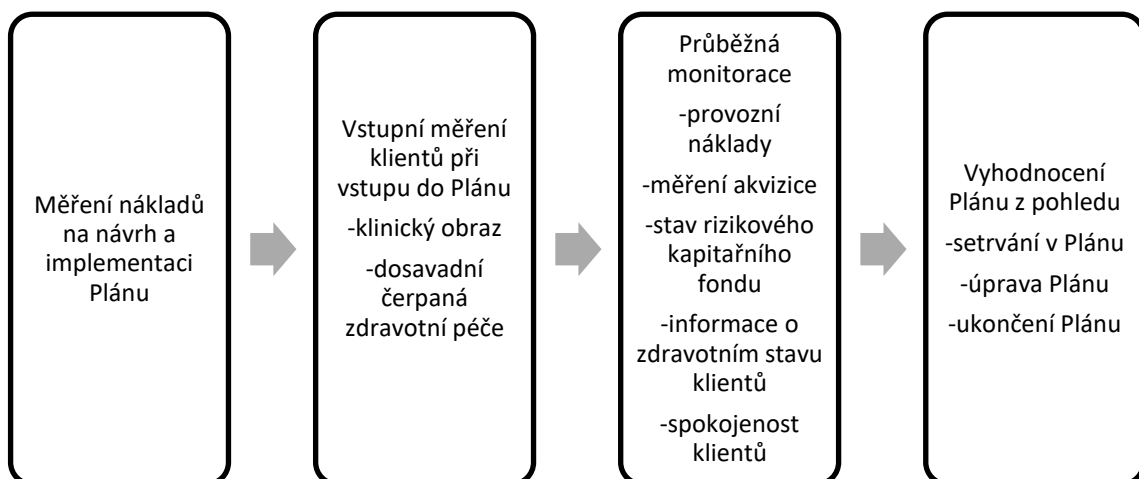 Měření nákladů
na návrh a
implementaci
Plánu
Vstupní měření
klientů při
vstupu do Plánu
-klinický obraz
-dosavadní
čerpaná
zdravotní péče
Průběžná
monitorace
-provozní
náklady
-měření akvizice
-stav rizikového
kapitařního
fondu
-informace o
zdravotním stavu
klientů
-spokojenost
klientů
Vyhodnocení
Plánu z pohledu
-setrvání v Plánu
-úprava Plánu
-ukončení Plánu